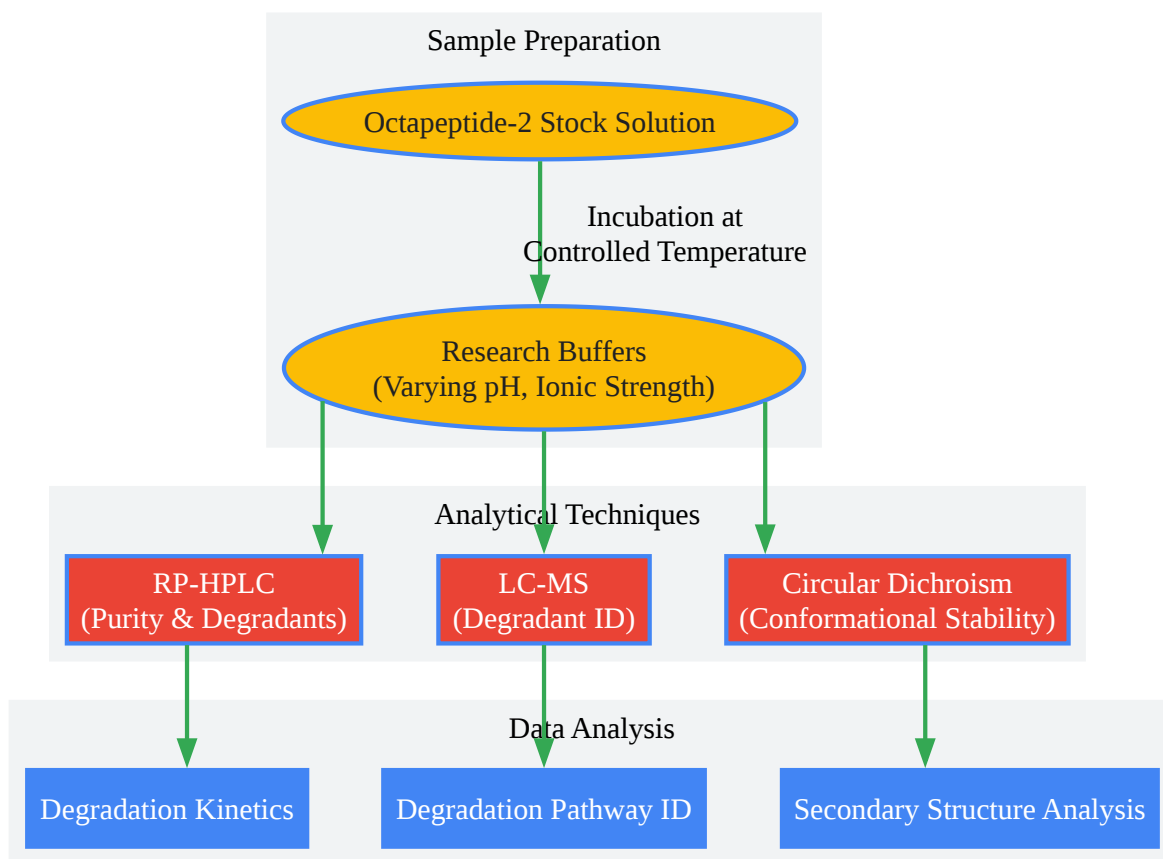 Sample Preparation
Octapeptide-2 Stock Solution
Incubation at
Controlled Temperature
Research Buffers
(Varying pH, Ionic Strength)
Analytical Techniques
RP-HPLC
(Purity & Degradants)
LC-MS
(Degradant ID)
Circular Dichroism
(Conformational Stability)
Data Analysis
Degradation Kinetics
Degradation Pathway ID
Secondary Structure Analysis